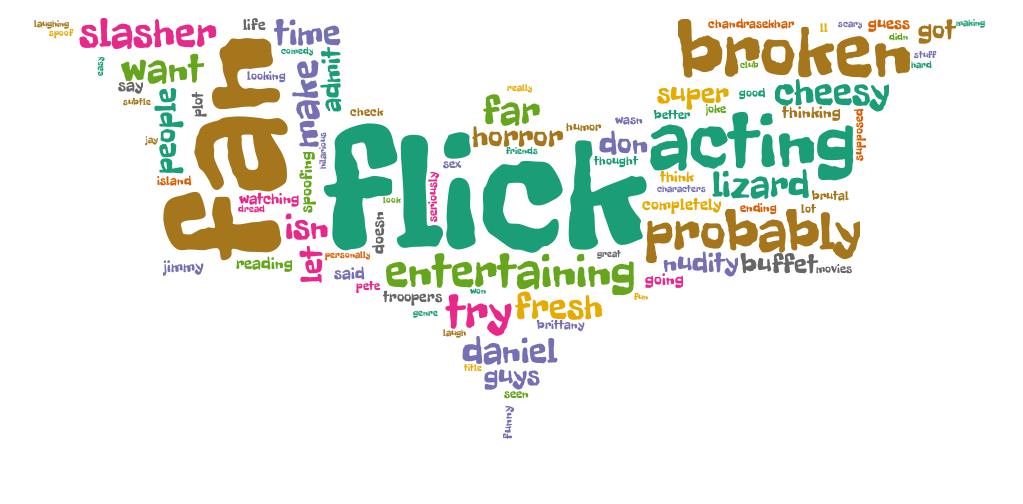 laughing
spoof
slasher
life
time
comedy
easy
want
looking
admit
say
subtle
plot
people
make
fan
check
jay
hilarious
island
spoofing
watching
dread
isn
let
jimmy
reading
personally
said
pete
doesn
look
seriously
sex
flick
really
far
horror
humor
friends
wasn
don
thought
chandrasekhar
ll
scary
guess
didn
got
making
broken
club
stuff
hard
super
good
cheesy
joke
better
thinking
supposed
acting
think
characters
lizard
brutal
completely
ending
lot
probably
great
nudity
buffet
movies
going
entertaining
won
fun
troopers
genre
try
fresh
laugh
brittany
daniel
title
guys
seen
funny